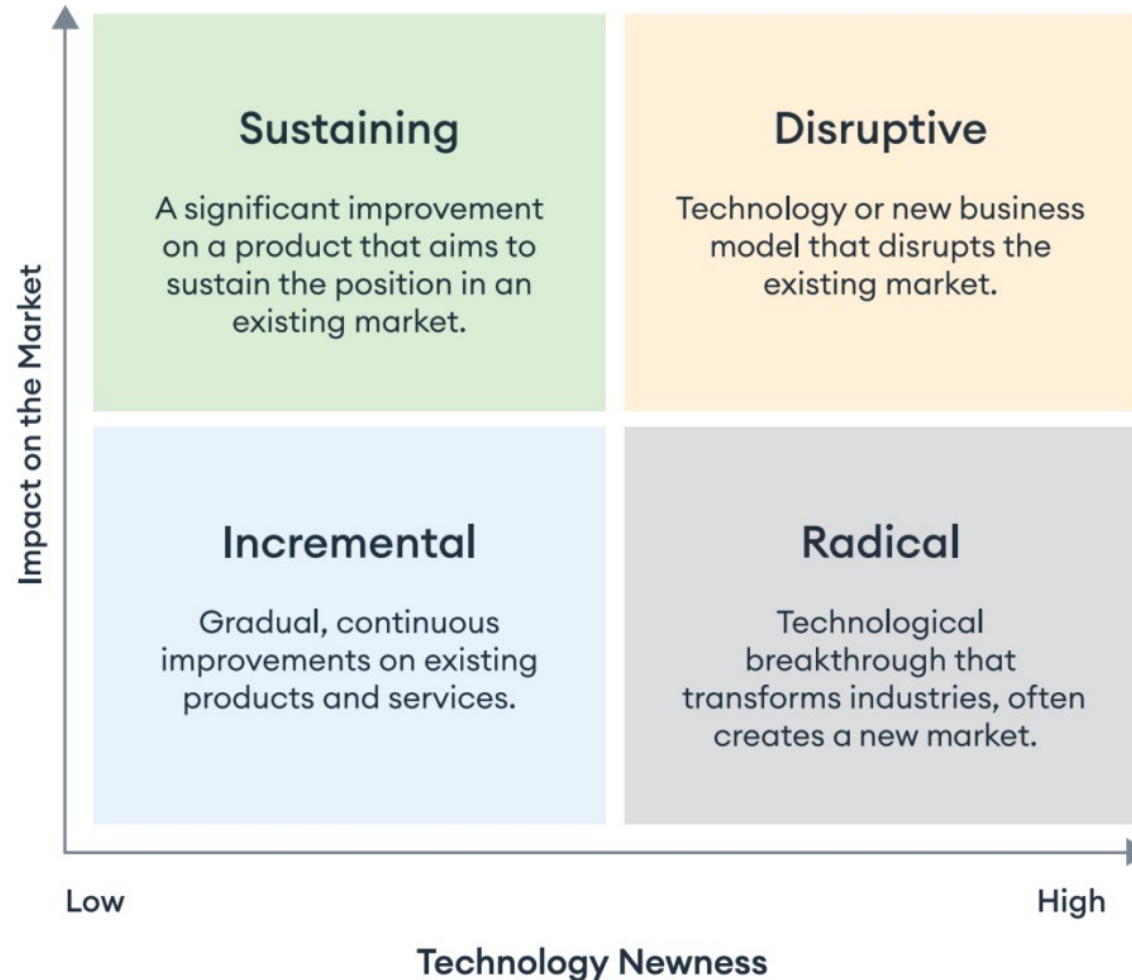 Impact on the Market
Sustaining
A significant improvement
on a product that aims to
sustain the position in an
existing market.
Disruptive
Technology or new business
model that disrupts the
existing market.
Incremental
Gradual, continuous
improvements on existing
products and services.
Radical
Technological
breakthrough that
transforms industries, often
creates a new market.
Low
High
Technology Newness